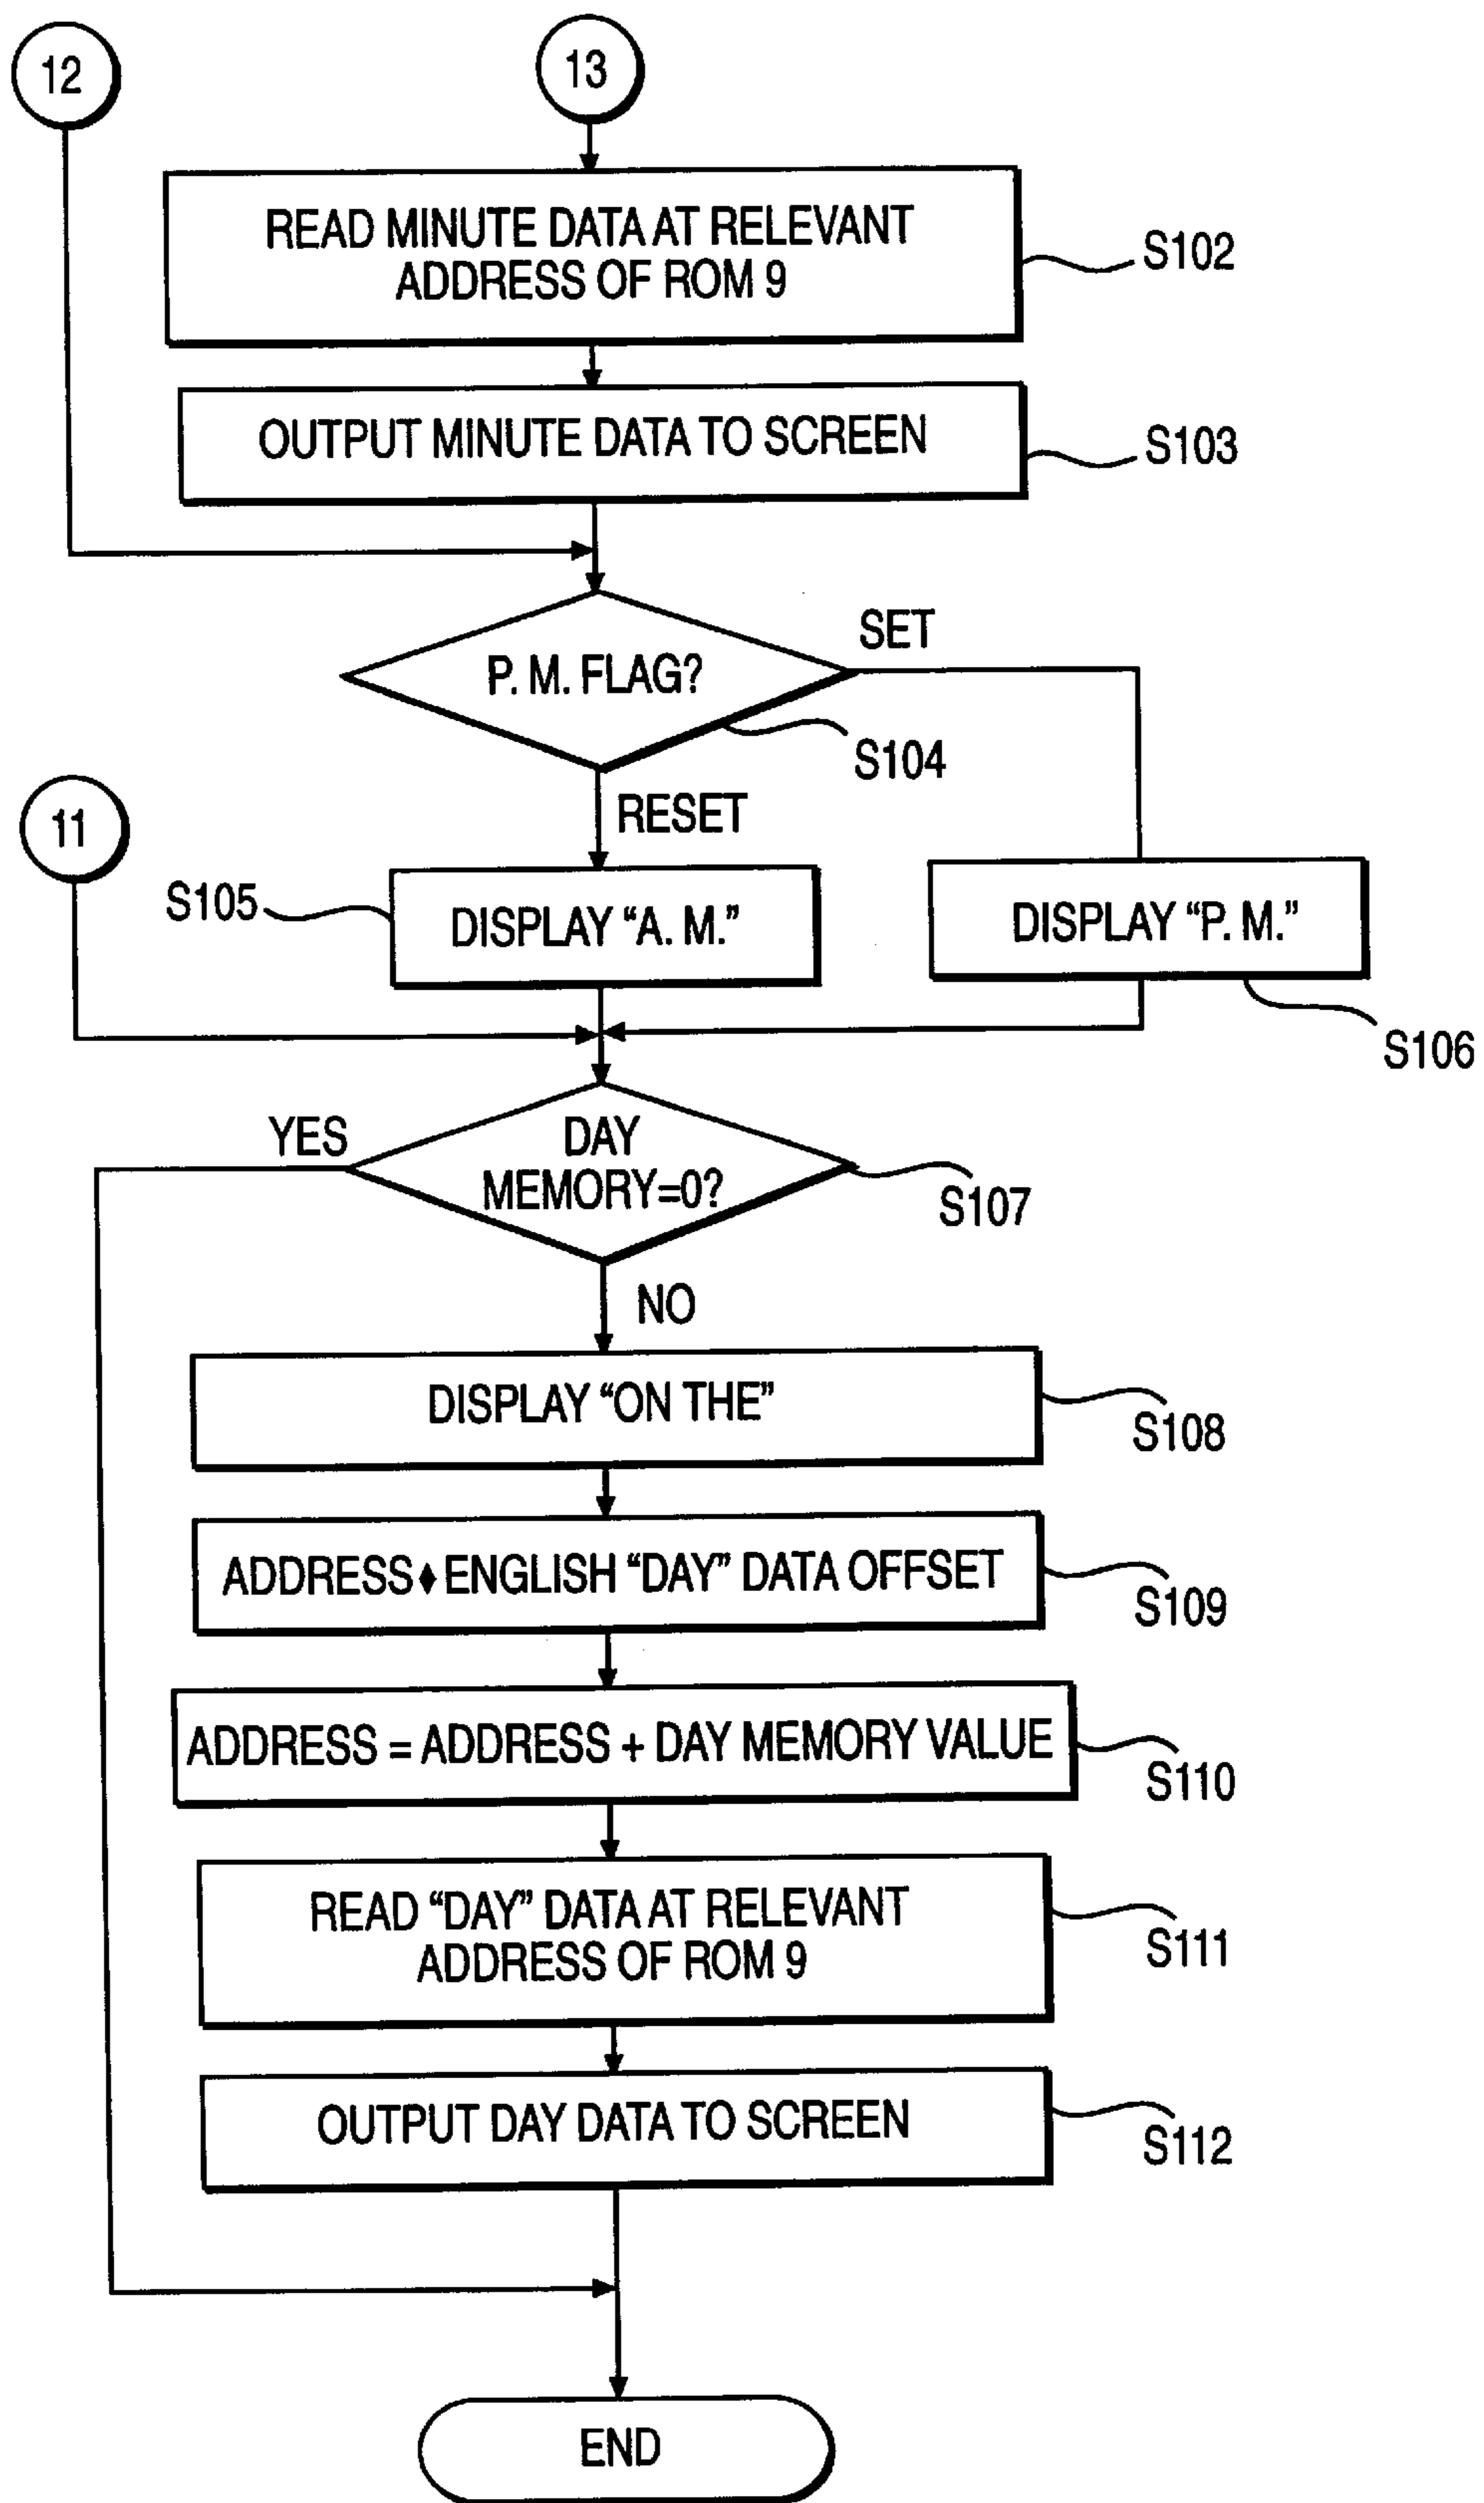 12
13
READ MINUTE DATA AT RELEVANT
ADDRESS OF ROM 9
S102
OUTPUT MINUTE DATA TO SCREEN
S103
P. M. FLAG?
SET
S104
RESET
11
S105
DISPLAY “A. M.”
DISPLAY “P. M.”
S106
YES
DAY
MEMORY=0?
S107
NO
DISPLAY “ON THE”
S108
ADDRESS♦ENGLISH “DAY” DATA OFFSET
S109
ADDRESS = ADDRESS + DAY MEMORY VALUE
S110
READ “DAY” DATA AT RELEVANT
ADDRESS OF ROM 9
S111
OUTPUT DAY DATA TO SCREEN
S112
END